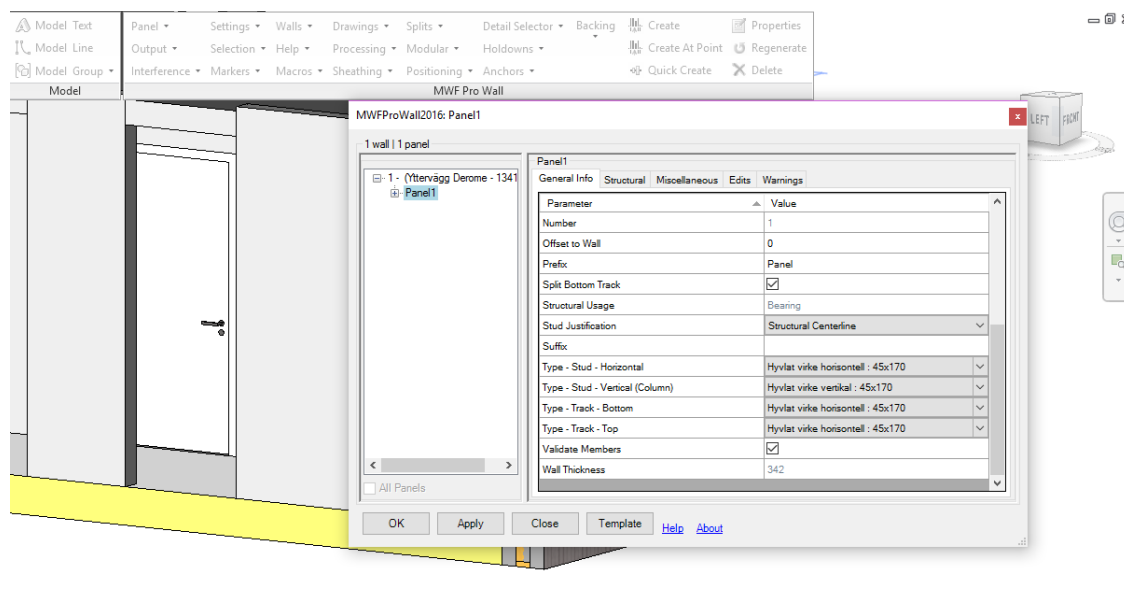 Model Text Panel Settings Walls Drawings Splits Detail Selector Backing Create Properties
Model Line Output Selection Help Processing Modular Holdowns Create At Point Regenerate
Model Group Interference Markers Macros Sheathing Positioning Anchors Quick Create Delete
Model MWF Pro Wall
MWFProWall2016: Panel1
x
LEFT FRONT
1 wall | 1 panel
1 - (Yttervägg Derome - 1341
Panel1
All Panels
Panel1
General Info Structural Miscellaneous Edits Warnings
Parameter Value
Number 1
Offset to Wall 0
Prefix Panel
Split Bottom Track
Structural Usage Bearing
Stud Justification Structural Centerline
Suffix
Type - Stud - Horizontal Hyvlat virke horisontell : 45x170
Type - Stud - Vertical (Column) Hyvlat virke vertikal : 45x170
Type - Track - Bottom Hyvlat virke horisontell : 45x170
Type - Track - Top Hyvlat virke horisontell : 45x170
Validate Members
Wall Thickness 342
OK Apply Close Template Help About